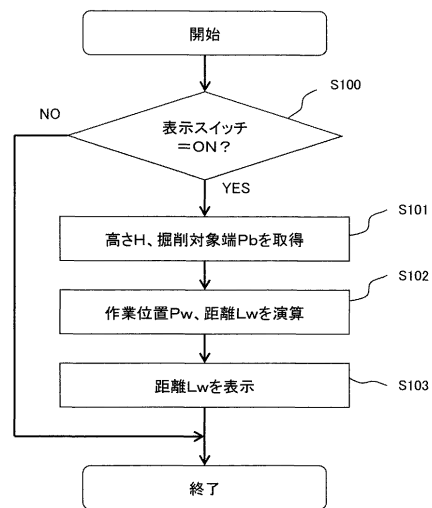 開始
S100
NO
表示スイッチ
＝ON？
YES
S101
高さH、掘削対象端Pbを取得
S102
作業位置Pw、距離Lwを演算
距離Lwを表示
S103
終了